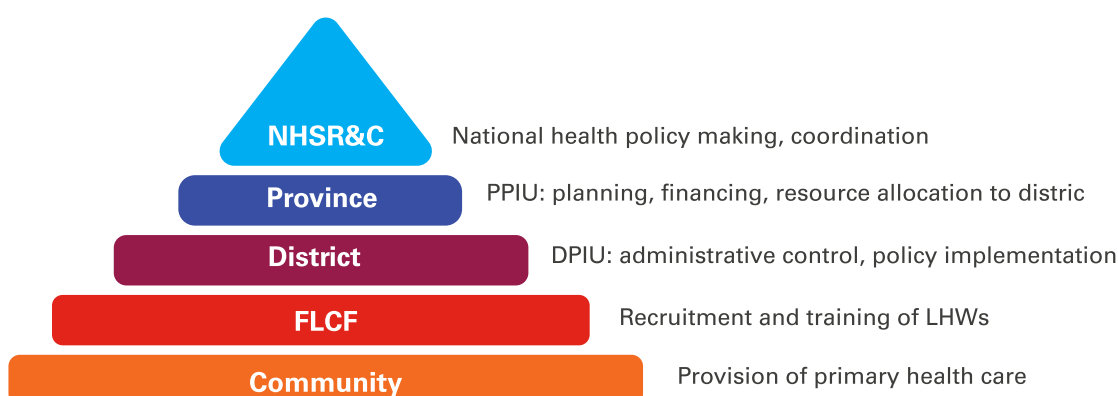 NHSR&C National health policy making, coordination
Province PPIU: planning, financing, resource allocation to distric
District DPIU: administrative control, policy implementation
FLCF Recruitment and training of LHWs
Community Provision of primary health care